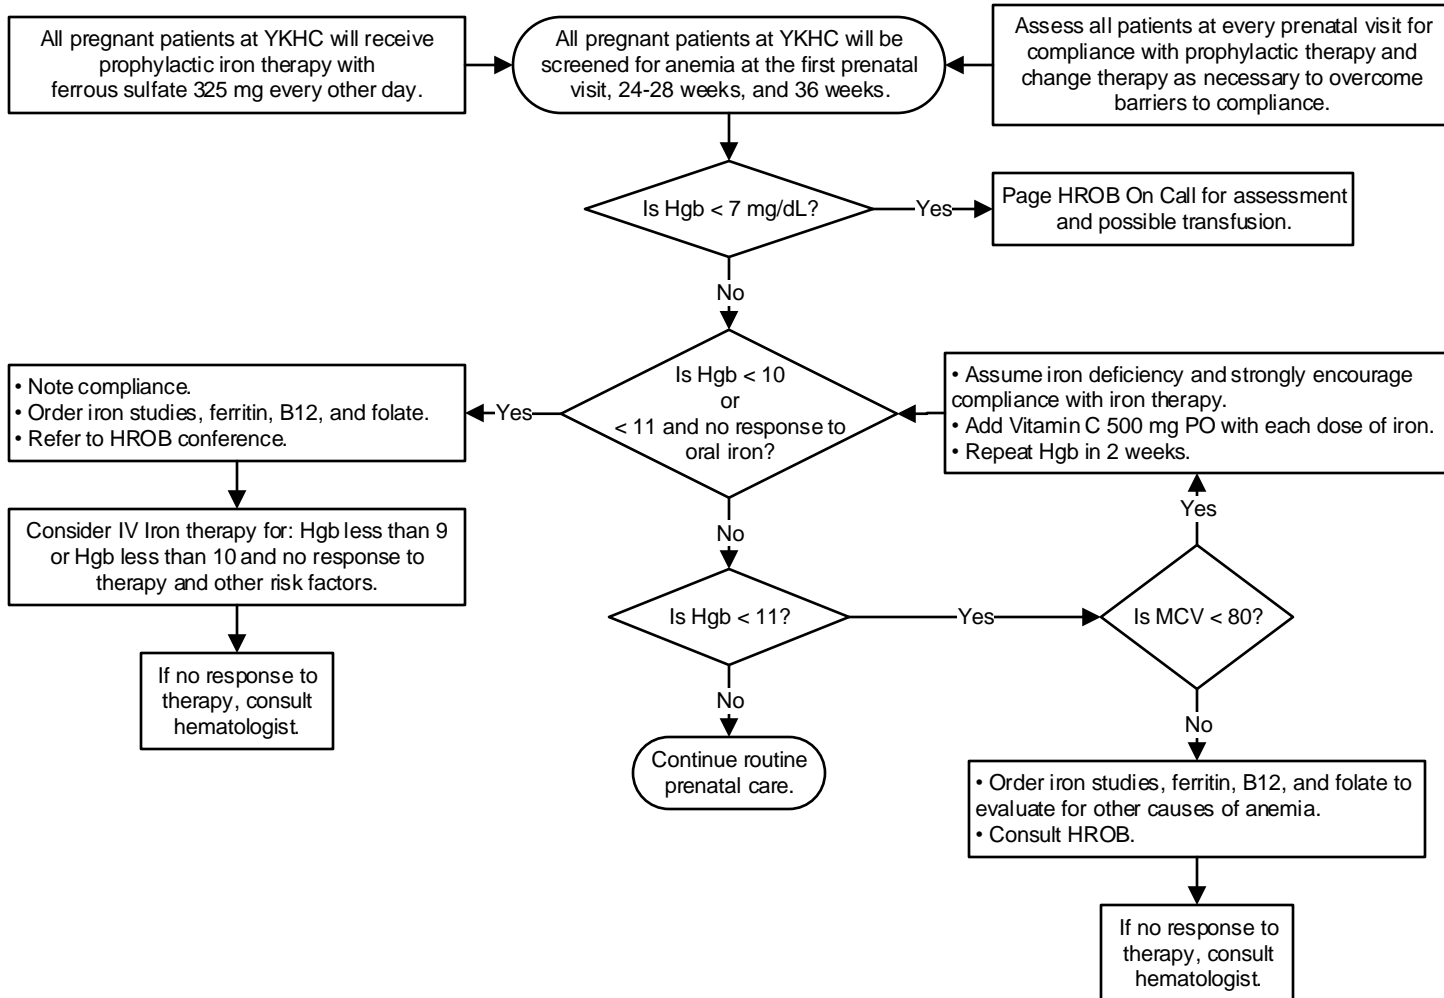 All pregnant patients at YKHC will receive
prophylactic iron therapy with
ferrous sulfate 325 mg every other day.
All pregnant patients at YKHC will be
screened for anemia at the first prenatal
visit, 24-28 weeks, and 36 weeks.
Assess all patients at every prenatal visit for
compliance with prophylactic therapy and
change therapy as necessary to overcome
barriers to compliance.
Is Hgb < 7 mg/dL?
Yes
Page HROB On Call for assessment
and possible transfusion.
No
Is Hgb < 10
or
< 11 and no response to
oral iron?
Yes
• Note compliance.
• Order iron studies, ferritin, B12, and folate.
• Refer to HROB conference.
• Assume iron deficiency and strongly encourage
compliance with iron therapy.
• Add Vitamin C 500 mg PO with each dose of iron.
• Repeat Hgb in 2 weeks.
Consider IV Iron therapy for: Hgb less than 9
or Hgb less than 10 and no response to
therapy and other risk factors.
If no response to
therapy, consult
hematologist.
No
Is Hgb < 11?
Yes
Is MCV < 80?
Yes
No
Continue routine
prenatal care.
No
• Order iron studies, ferritin, B12, and folate to
evaluate for other causes of anemia.
• Consult HROB.
If no response to
therapy, consult
hematologist.